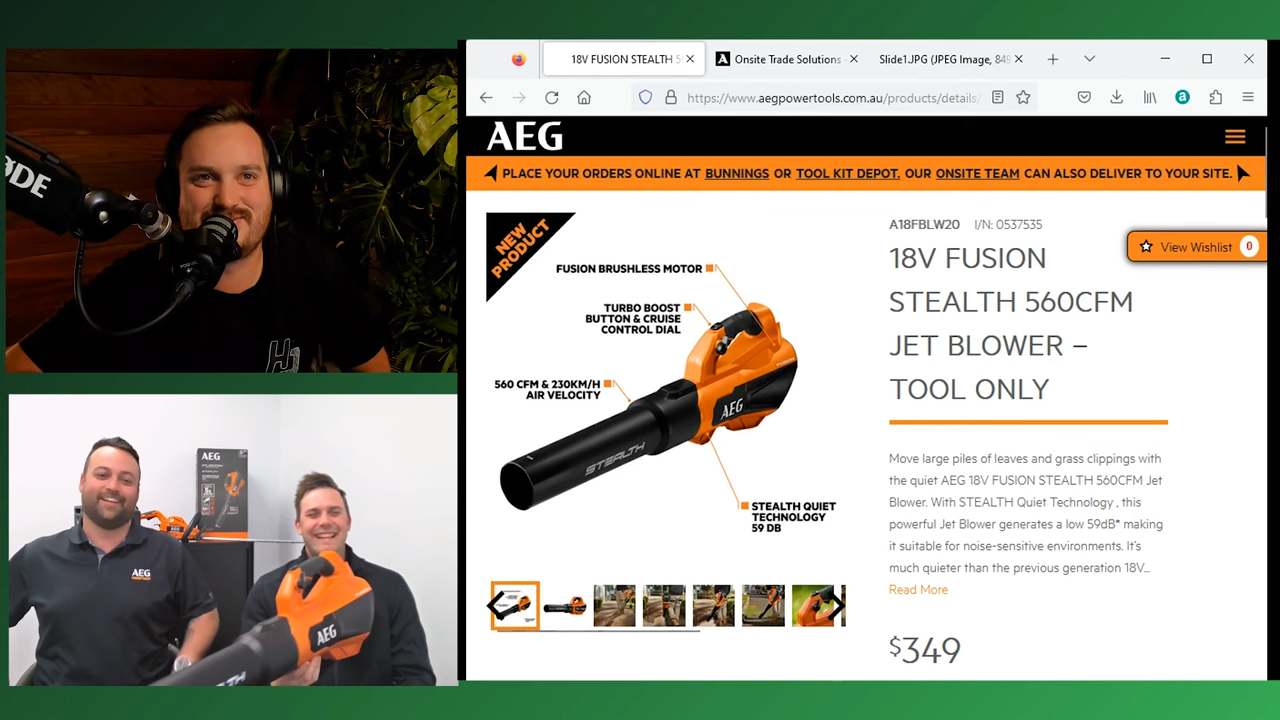 18V FUSION STEALTH 5
Onsite Trade Solutions
Slide1.JPG (JPEG Image, 849
https://www.aegpowertools.com.au/products/details/
AEG
PLACE YOUR ORDERS ONLINE AT BUNNINGS OR TOOL KIT DEPOT. OUR ONSITE TEAM CAN ALSO DELIVER TO YOUR SITE.
NEW
PRODUCT
FUSION BRUSHLESS MOTOR
TURBO BOOST
BUTTON & CRUISE
CONTROL DIAL
560 CFM & 230KM/H
AIR VELOCITY
AEG
STEALTH
STEALTH QUIET
TECHNOLOGY
59 DB
A18FBLW20 I/N: 0537535
View Wishlist 0
18V FUSION
STEALTH 560CFM
JET BLOWER –
TOOL ONLY
Move large piles of leaves and grass clippings with
the quiet AEG 18V FUSION STEALTH 560CFM Jet
Blower. With STEALTH Quiet Technology , this
powerful Jet Blower generates a low 59dB* making
it suitable for noise-sensitive environments. It's
much quieter than the previous generation 18V...
Read More
$349
HJ
AEG
AEG
AEG